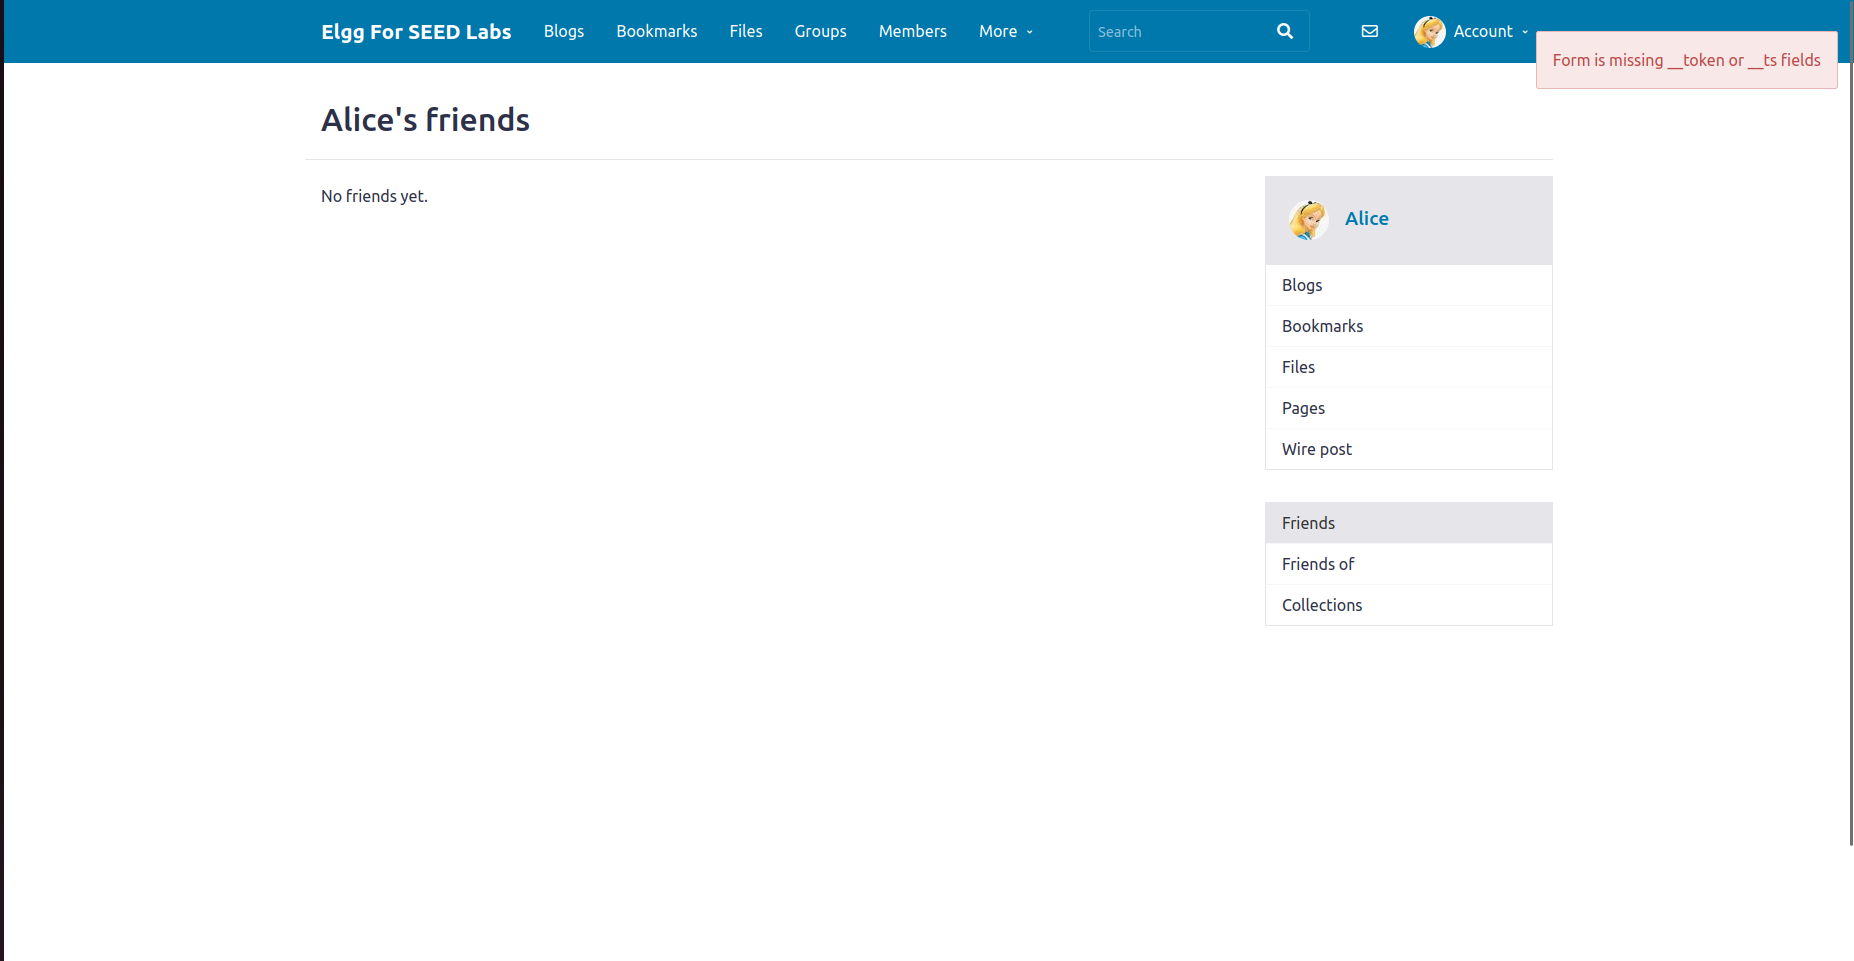 Elgg For SEED Labs Blogs Bookmarks Files Groups Members More Search Account
Form is missing __token or __ts fields
Alice's friends
No friends yet.
Alice
Blogs
Bookmarks
Files
Pages
Wire post
Friends
Friends of
Collections